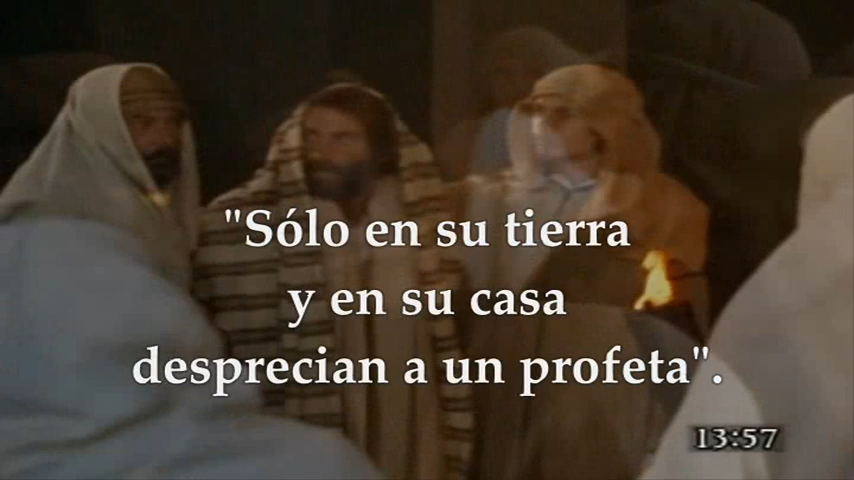 "Sólo en su tierra
y en su casa
desprecian a un profeta".
13:57